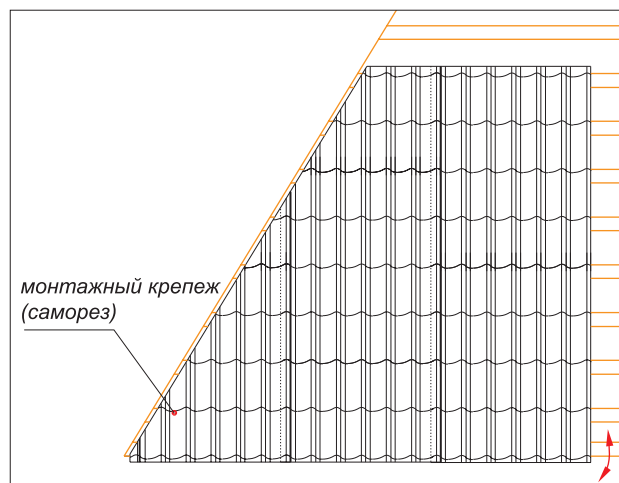 монтажный крепеж
(саморез)